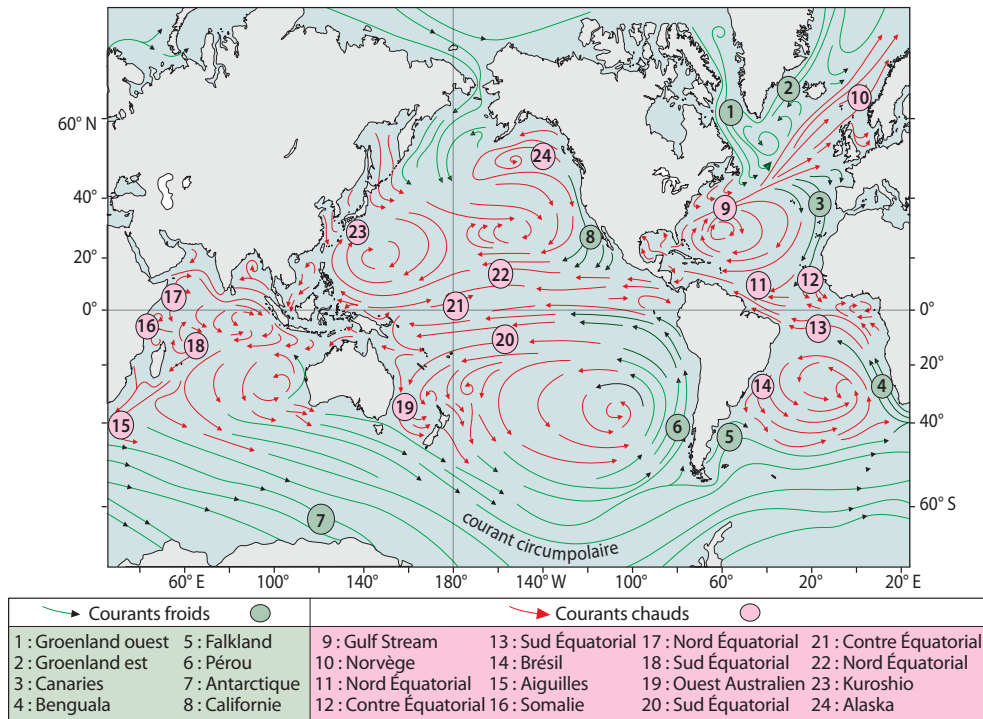 2
10
1
60° N
24
40°
3
9
23
8
20°
22
12
17
11
21
0°
0°
16
13
18
20
20°
20°
14
4
19
15
6
5
40°
40°
7
60° S
courant circumpolaire
60° E
100°
140°
180°
140° W
100°
60°
20°
20° E
Courants froids
Courants chauds
1 : Groenland ouest
2 : Groenland est
3 : Canaries
4 : Benguala
5 : Falkland
6 : Pérou
7 : Antarctique
8 : Californie
9 : Gulf Stream
10 : Norvège
11 : Nord Équatorial
12 : Contre Équatorial
13 : Sud Équatorial
14 : Brésil
15 : Aiguilles
16 : Somalie
17 : Nord Équatorial
18 : Sud Équatorial
19 : Ouest Australien
20 : Sud Équatorial
21 : Contre Équatorial
22 : Nord Équatorial
23 : Kuroshio
24 : Alaska